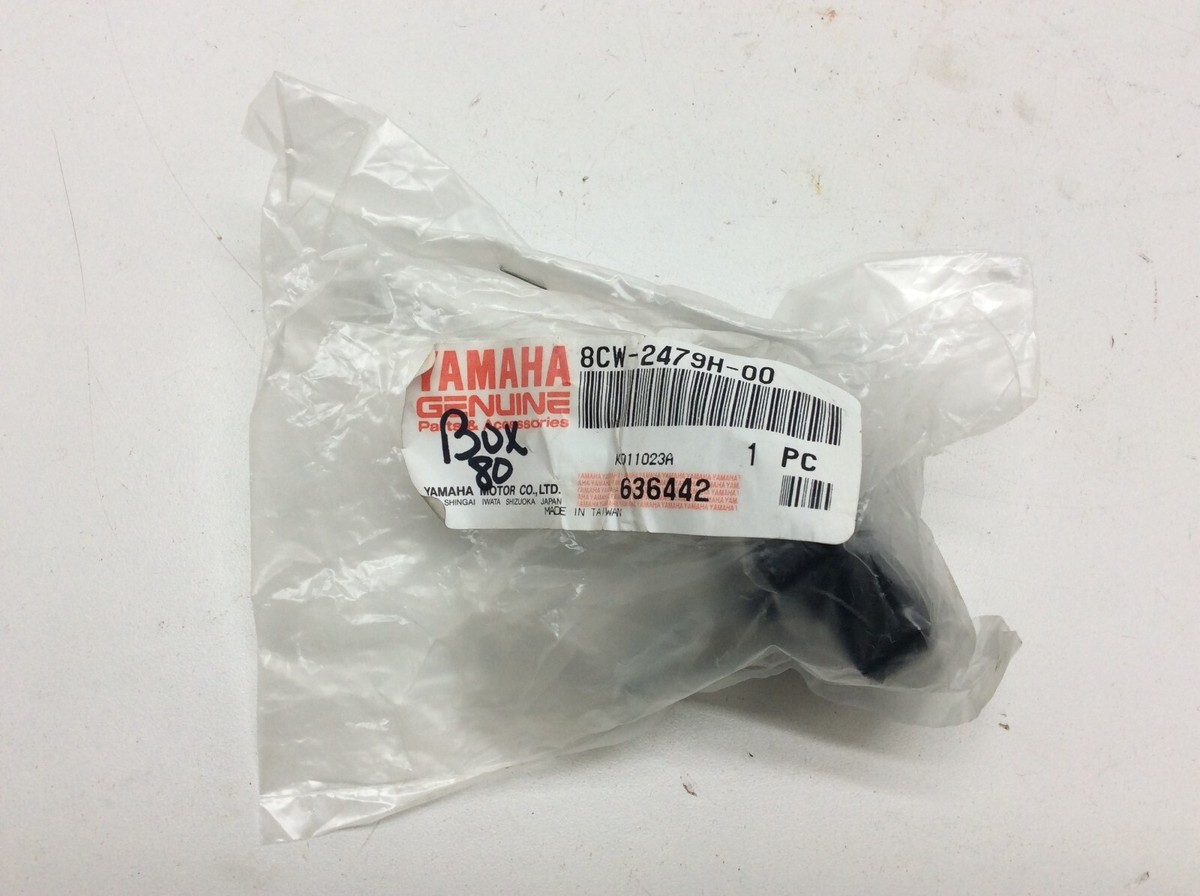 YAMAHA
GENUINE
Parts & Accessories
8CW-2479H-00
Box
80
K911023A
1 PC
YAMAHA MOTOR CO., LTD.
SHINGAI IWATA SHIZUOKA JAPAN
636442
MADE IN TAIWAN